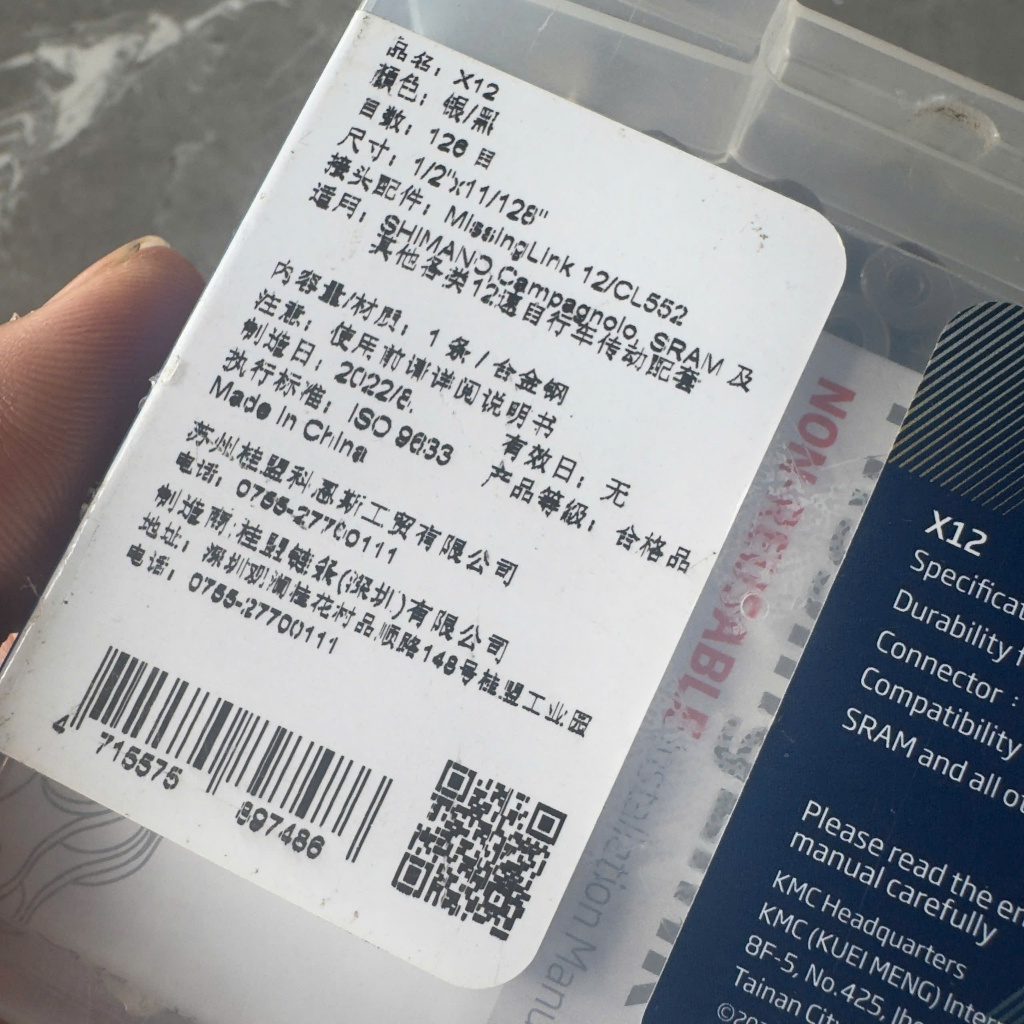 品名：X12
顏色：银/黑
目数：126 目
尺寸：1/2"x11/128"
接头配件：MissingLink 12/CL552
适用：SHIMANO,Campagnolo, SRAM 及
其他各类12速自行车传动配套
内容量/材质：1 条 / 合金钢
注意：使用前请详阅说明书
制造日：2022/8. 有效日：无
执行标准：ISO 9633 产品等級：合格品
Made in China
苏州桂盟科恩斯工贸有限公司
电话：0755-27700111
制造商:桂盟链条(深圳)有限公司
地址：深圳观澜桂花村品顺路148号桂盟工业园
电话：0755-27700111
4 715575 897486
NON-REUSABLE
Installation Manu
X12
Specificat
Durability f
Connector :
Compatibility
SRAM and all ot
Please read the en
manual carefully
KMC Headquarters
KMC (KUEI MENG) Inter
8F-5, No.425,
Tainan City